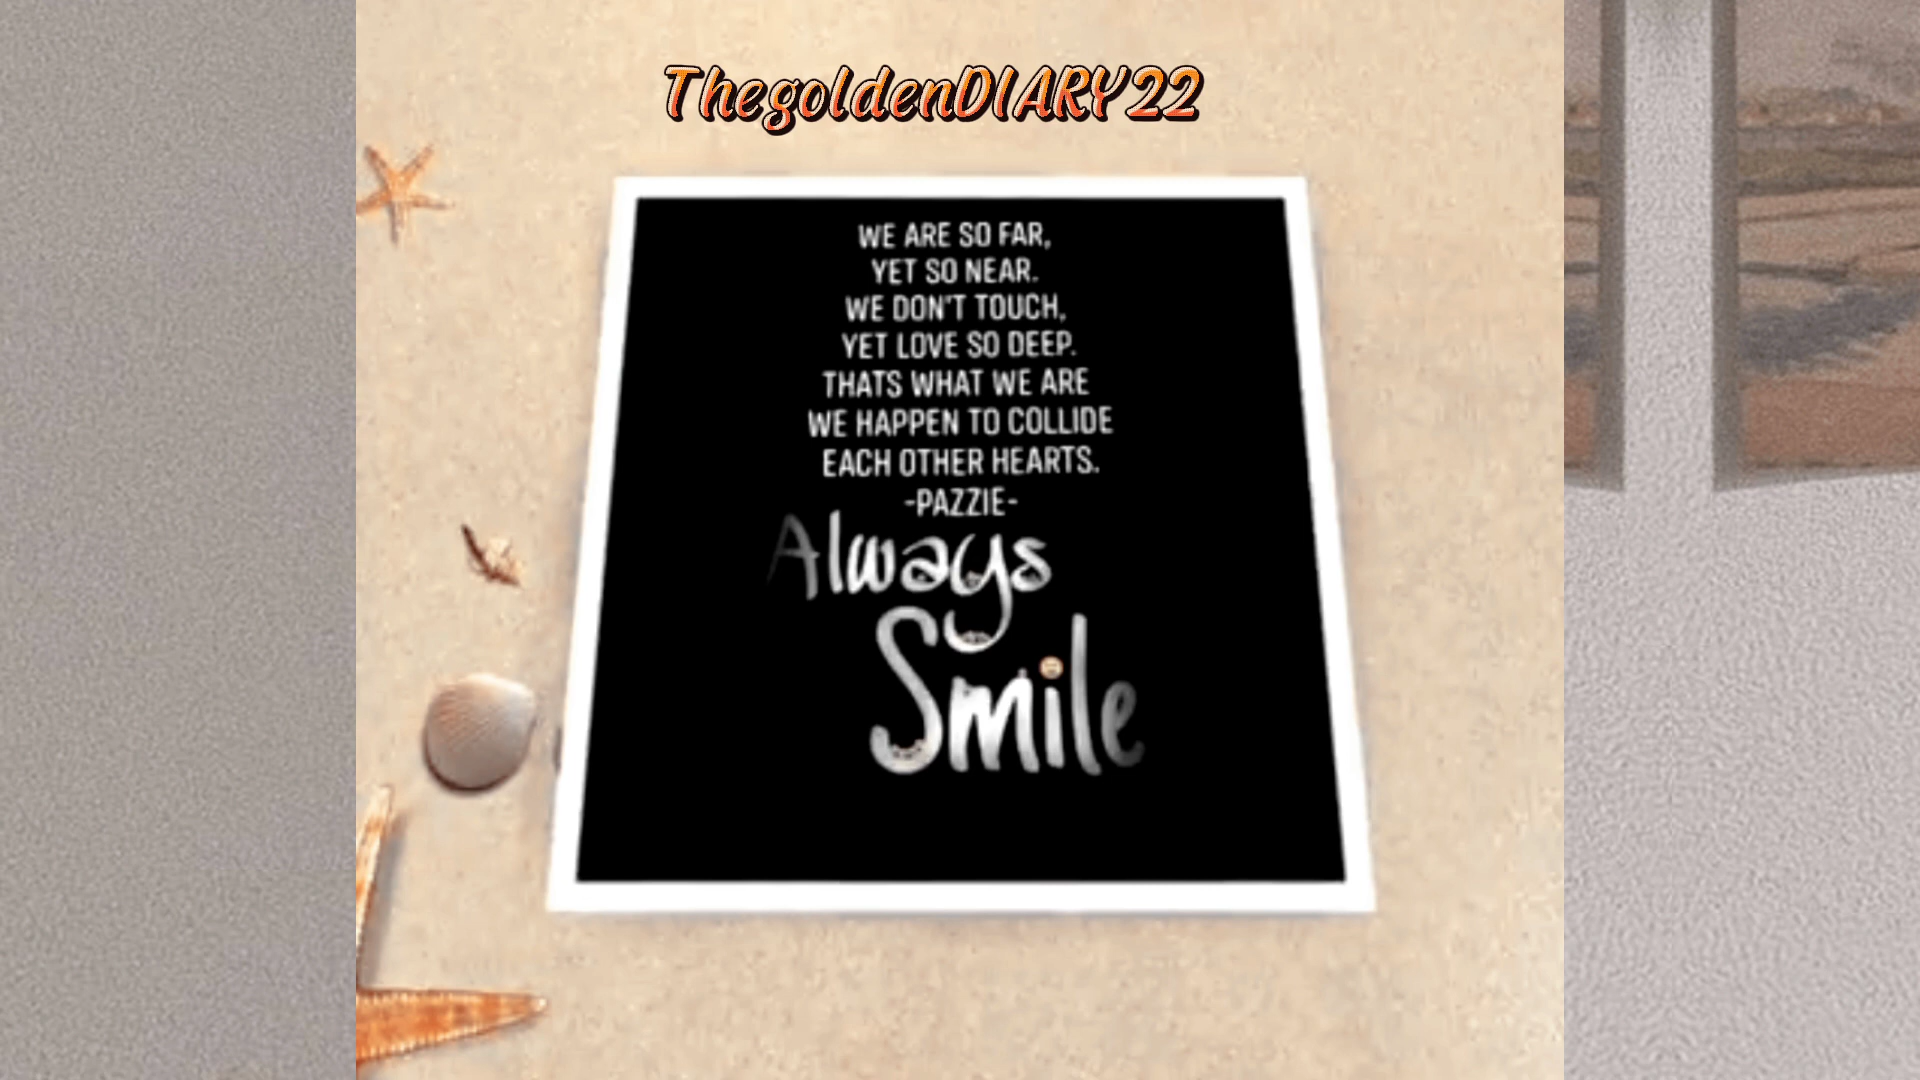 ThegoldenDIARY22
WE ARE SO FAR,
YET SO NEAR.
WE DON'T TOUCH,
YET LOVE SO DEEP.
THATS WHAT WE ARE
WE HAPPEN TO COLLIDE
EACH OTHER HEARTS.
-PAZZIE-
Always
Smile